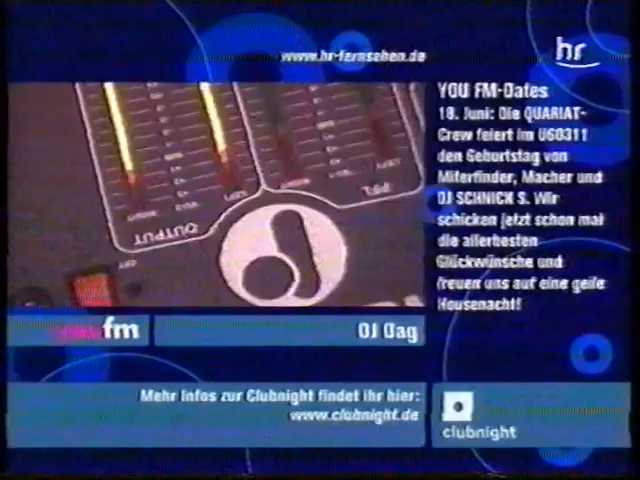 www.hr-fernsehen.de
hr
YOU FM-Dates
18. Juni: Die QUARIAT-
Crew feiert im U60311
den Geburtstag von
Miterfinder, Macher und
DJ SCHNICK S. Wir
schicken jetzt schon mal
die allerbesten
Glückwünsche und
freuen uns auf eine geile
Housenacht!
OUTPUT
PFL
OFF
fm
DJ Dag
Mehr Infos zur Clubnight findet ihr hier:
www.clubnight.de
clubnight